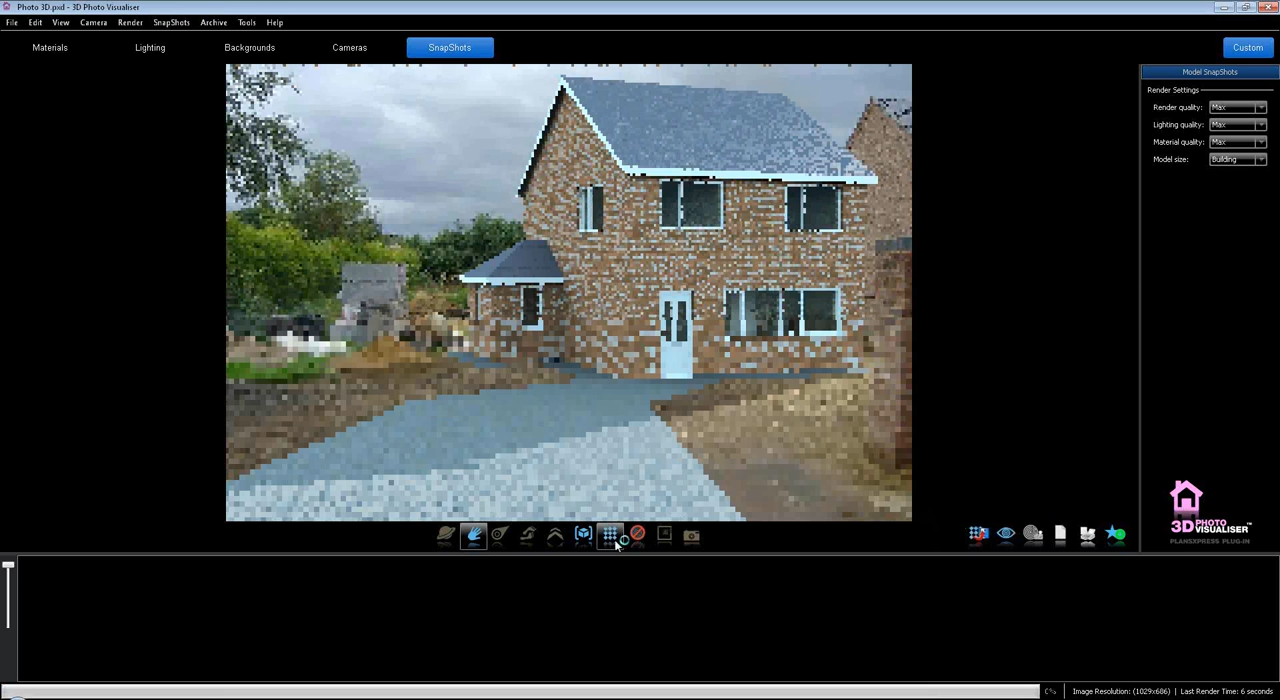 Photo 3D.pxd - 3D Photo Visualiser
File Edit View Camera Render SnapShots Archive Tools Help
Materials Lighting Backgrounds Cameras SnapShots Custom
Model SnapShots
Render Settings
Render quality: Max
Lighting quality: Max
Material quality: Max
Model size: Building
3D PHOTO
VISUALISER™
PLANSXPRESS PLUG-IN
Image Resolution: (1029x686) | Last Render Time: 6 seconds